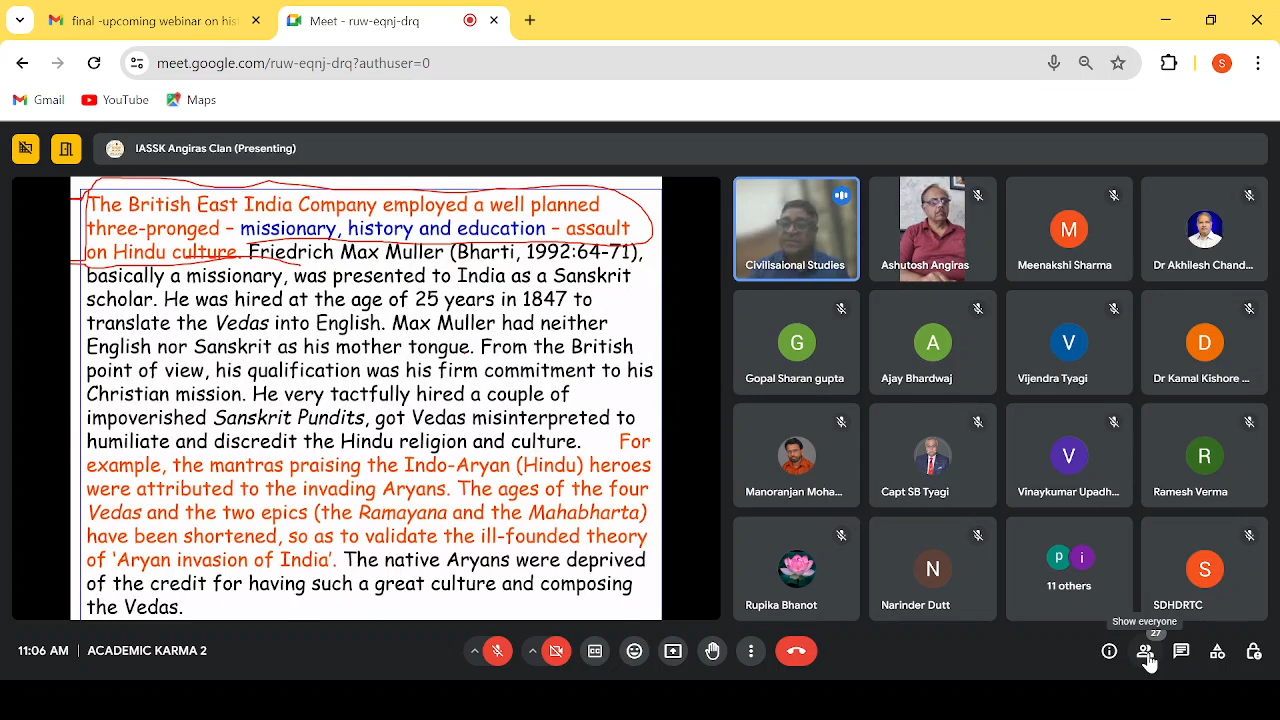 final -upcoming webinar on his
Meet - ruw-eqnj-drq
meet.google.com/ruw-eqnj-drq?authuser=0
S
Gmail
YouTube
Maps
IASSK Angiras Clan (Presenting)
The British East India Company employed a well planned
three-pronged – missionary, history and education – assault
on Hindu culture. Friedrich Max Muller (Bharti, 1992:64-71),
basically a missionary, was presented to India as a Sanskrit
scholar. He was hired at the age of 25 years in 1847 to
translate the Vedas into English. Max Muller had neither
English nor Sanskrit as his mother tongue. From the British
point of view, his qualification was his firm commitment to his
Christian mission. He very tactfully hired a couple of
impoverished Sanskrit Pundits, got Vedas misinterpreted to
humiliate and discredit the Hindu religion and culture. For
example, the mantras praising the Indo-Aryan (Hindu) heroes
were attributed to the invading Aryans. The ages of the four
Vedas and the two epics (the Ramayana and the Mahabharta)
have been shortened, so as to validate the ill-founded theory
of ‘Aryan invasion of India’. The native Aryans were deprived
of the credit for having such a great culture and composing
the Vedas.
Civilisaional Studies
Ashutosh Angiras
M
Meenakshi Sharma
Dr Akhilesh Chand...
G
Gopal Sharan gupta
A
Ajay Bhardwaj
V
Vijendra Tyagi
D
Dr Kamal Kishore ...
Manoranjan Moha...
Capt SB Tyagi
V
Vinaykumar Upadh...
R
Ramesh Verma
Rupika Bhanot
N
Narinder Dutt
p i
11 others
S
SDHDRTC
Show everyone
27
11:06 AM
ACADEMIC KARMA 2